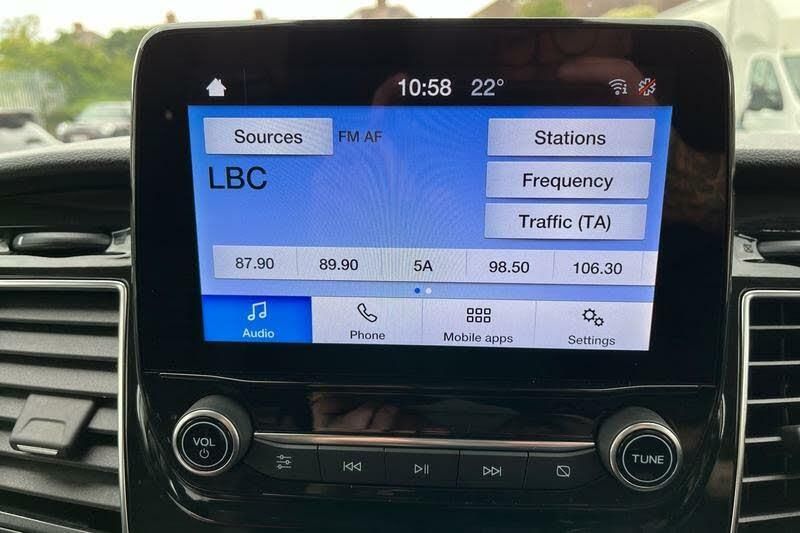 10:58 22°
Sources FM AF Stations
LBC
Frequency
Traffic (TA)
87.90 89.90 5A 98.50 106.30
Audio Phone Mobile apps Settings
VOL TUNE